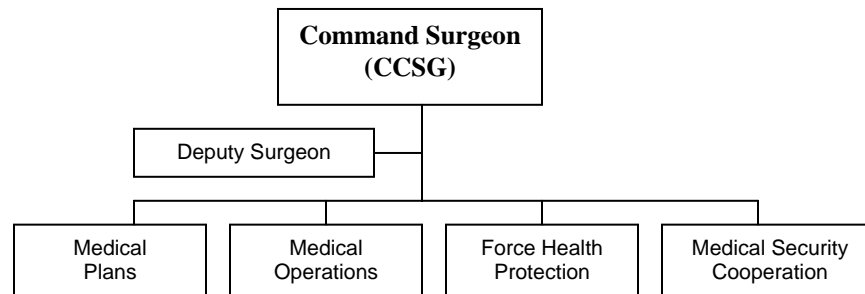 Command Surgeon
(CCSG)
Deputy Surgeon
Medical
Plans
Medical
Operations
Force Health
Protection
Medical Security
Cooperation